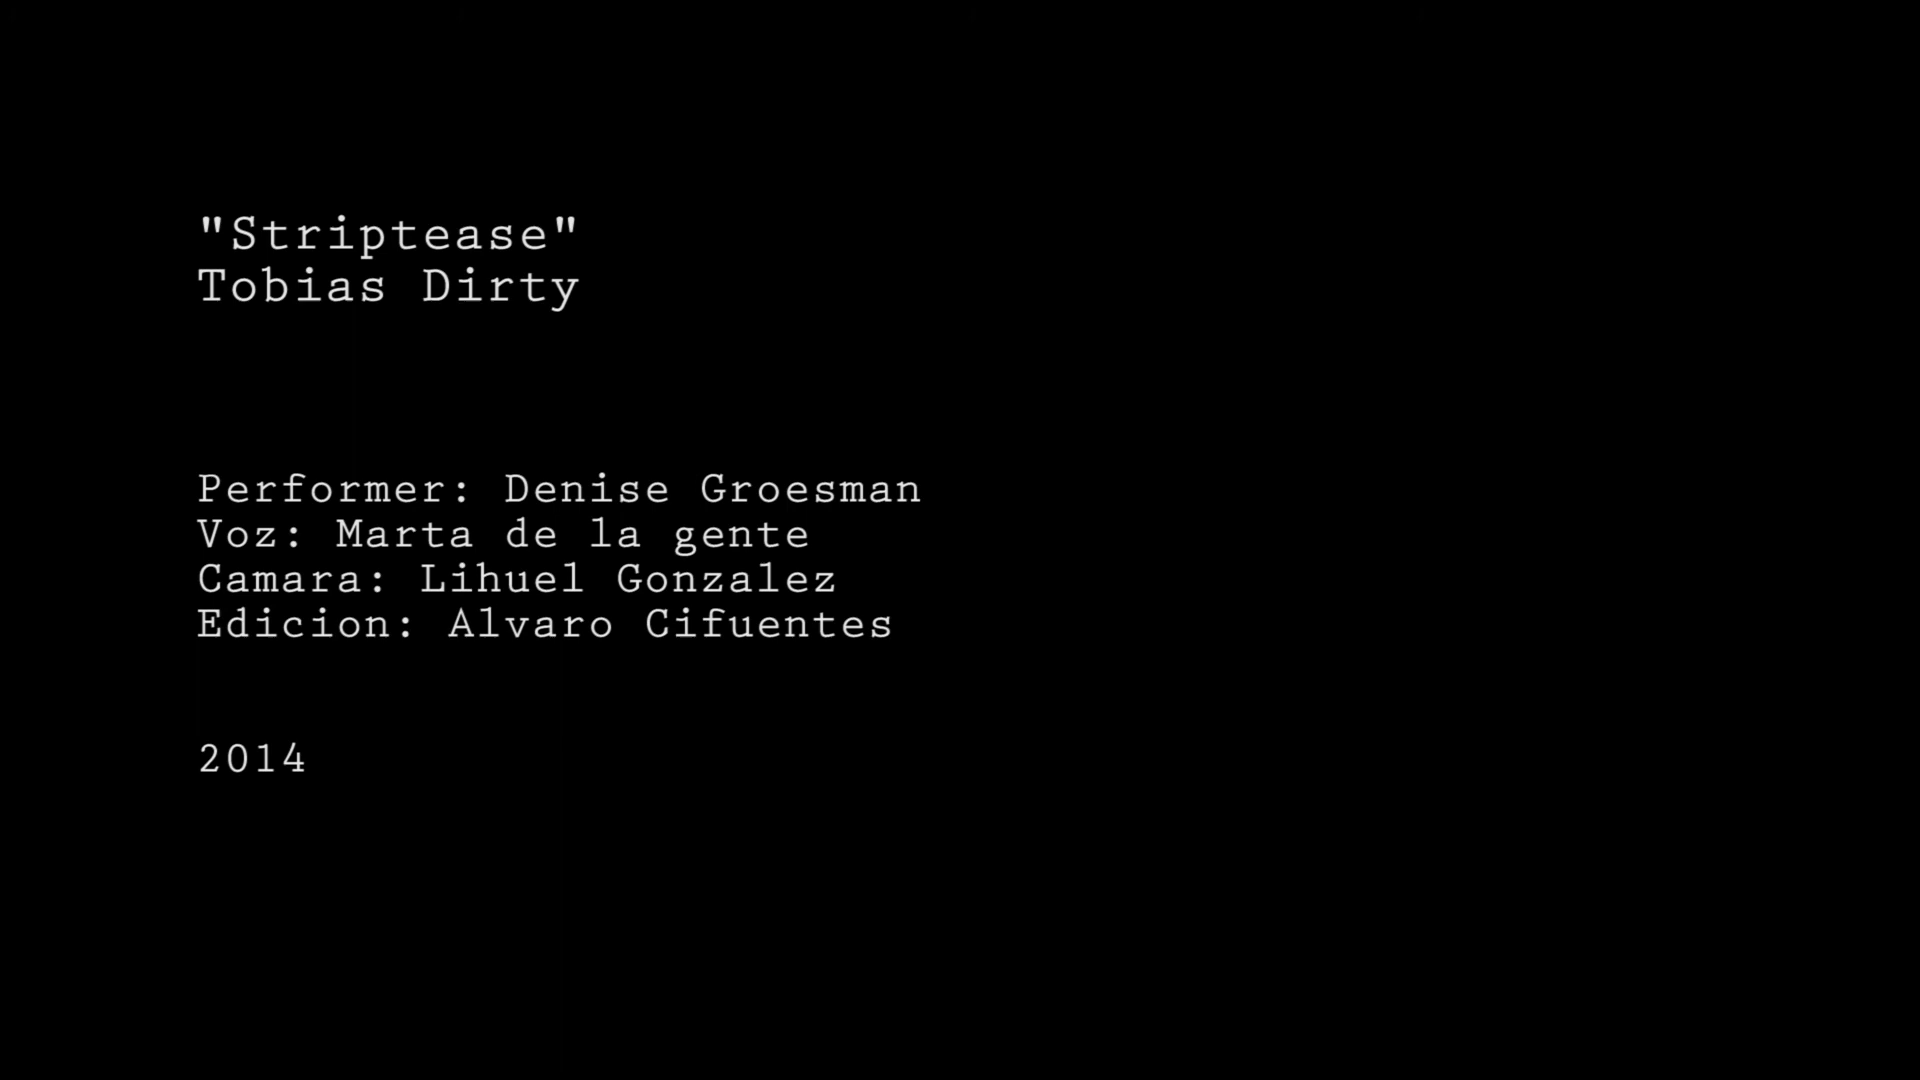 "Striptease"
Tobias Dirty
Performer: Denise Groesman
Voz: Marta de la gente
Camara: Lihuel Gonzalez
Edicion: Alvaro Cifuentes
2014